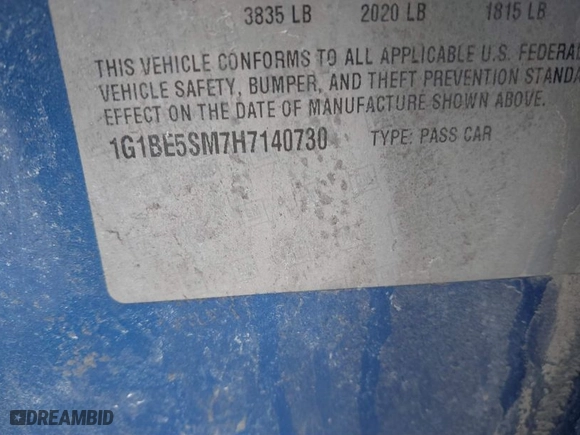 3835 LB 2020 LB 1815 LB
THIS VEHICLE CONFORMS TO ALL APPLICABLE U.S. FEDERAL
VEHICLE SAFETY, BUMPER, AND THEFT PREVENTION STANDA
EFFECT ON THE DATE OF MANUFACTURE SHOWN ABOVE.
1G1BE5SM7H7140730 TYPE: PASS CAR
DREAMBID